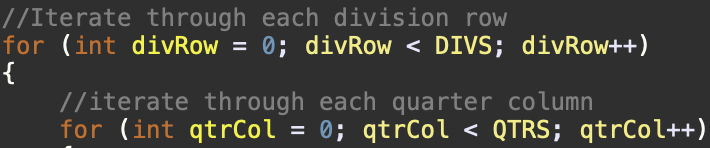 //Iterate through each division row
for (int divRow = 0; divRow < DIVS; divRow++)
{
//iterate through each quarter column
for (int qtrCol = 0; qtrCol < QTRS; qtrCol++)